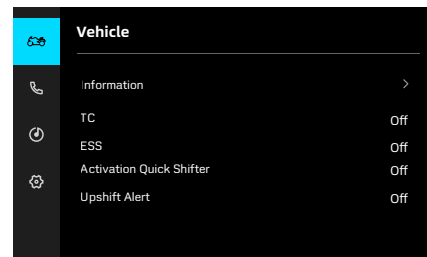 Vehicle
Information
TC Off
ESS Off
Activation Quick Shifter Off
Upshift Alert Off